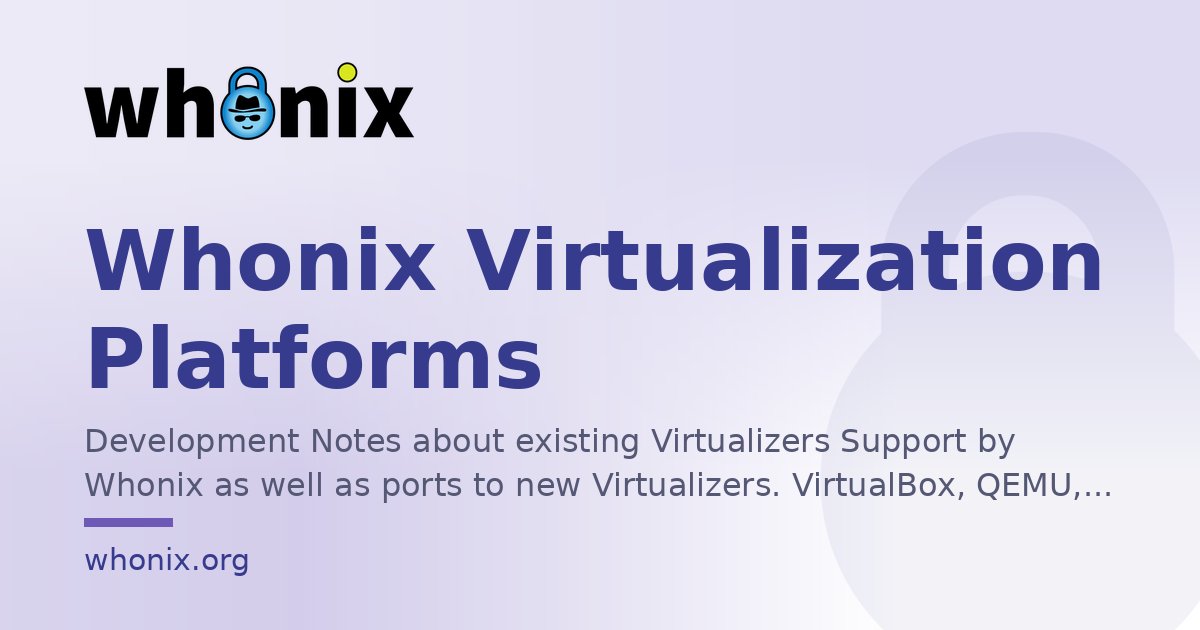 whonix
Whonix Virtualization
Platforms
Development Notes about existing Virtualizers Support by
Whonix as well as ports to new Virtualizers. VirtualBox, QEMU,...
whonix.org